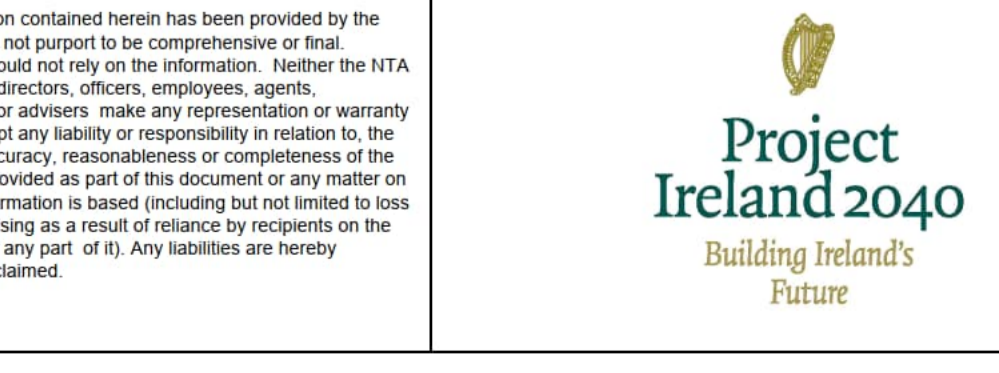 on contained herein has been provided by the
not purport to be comprehensive or final.
ould not rely on the information. Neither the NTA
directors, officers, employees, agents,
or advisers make any representation or warranty
pt any liability or responsibility in relation to, the
curacy, reasonableness or completeness of the
ovided as part of this document or any matter on
rmation is based (including but not limited to loss
sing as a result of reliance by recipients on the
any part of it). Any liabilities are hereby
claimed.
Project
Ireland 2040
Building Ireland's
Future